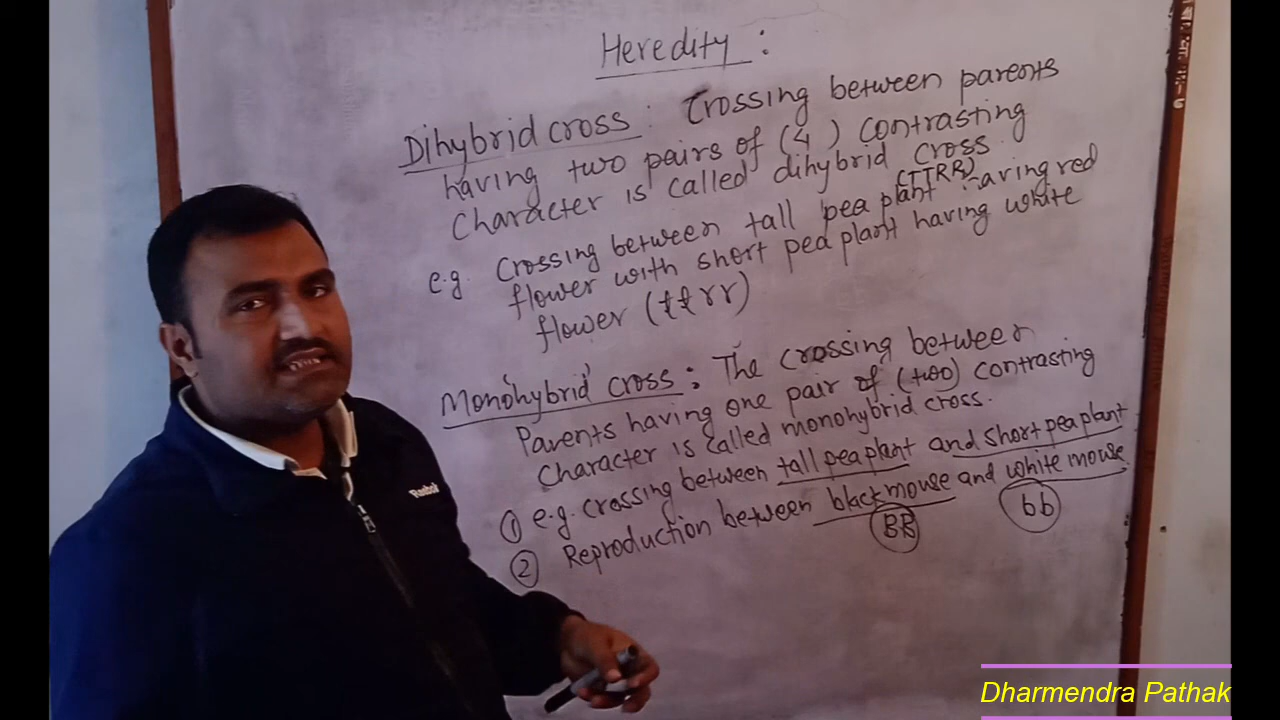 Heredity :
Dihybrid cross : Crossing between parents
having two pairs of (4) contrasting
Character is called dihybrid cross.
(TTRR)
e.g. Crossing between tall pea plant having red
flower with short pea plant having white
flower (ttrr)
'Monohybrid' cross : The crossing between
Parents having one pair of (two) contrasting
Character is called monohybrid cross.
① e.g. crossing between tall pea plant and short pea plant.
② Reproduction between black mouse and white mouse.
BB bb
Reebok
Dharmendra Pathak